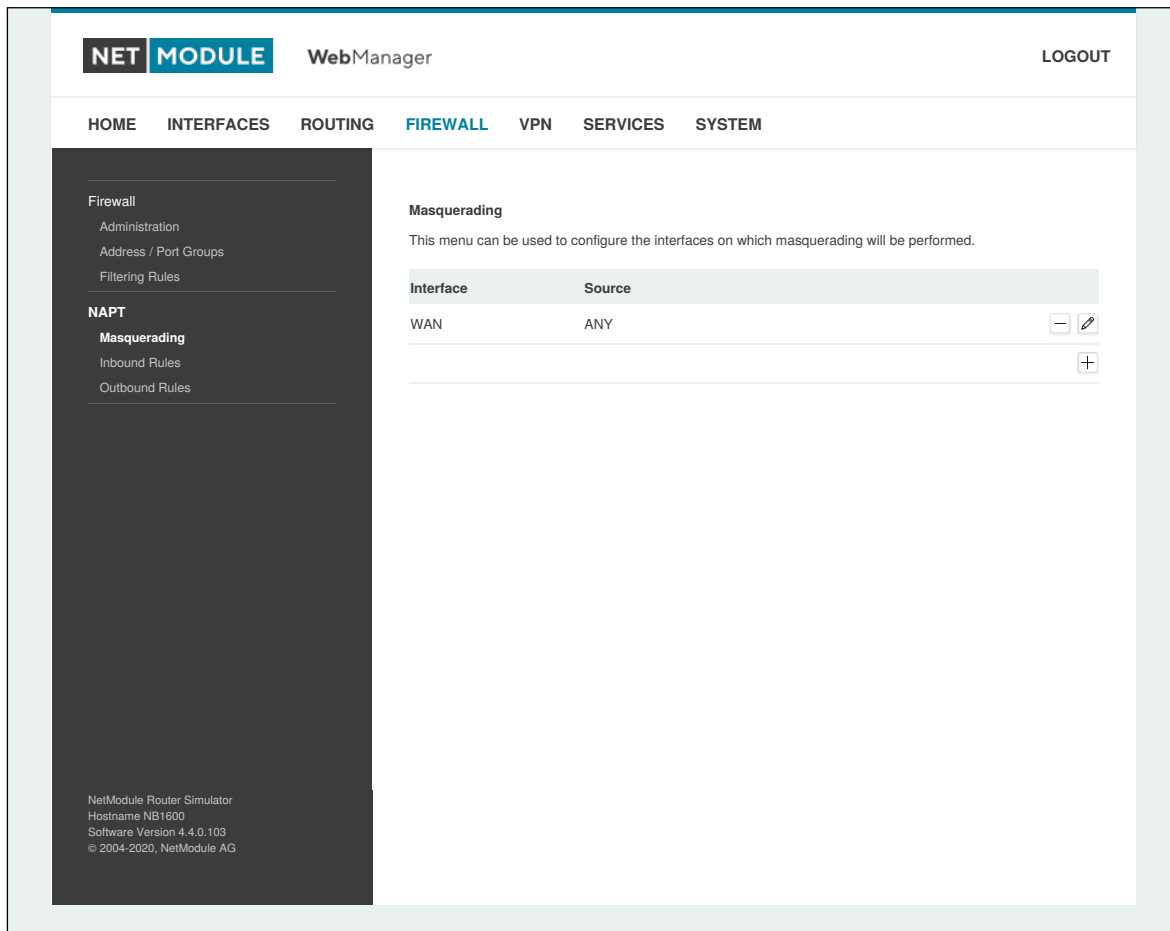 NET MODULE WebManager LOGOUT
HOME INTERFACES ROUTING FIREWALL VPN SERVICES SYSTEM
Firewall
Administration
Address / Port Groups
Filtering Rules
NAPT
Masquerading
Inbound Rules
Outbound Rules
Masquerading
This menu can be used to configure the interfaces on which masquerading will be performed.
Interface Source
WAN ANY
NetModule Router Simulator
Hostname NB1600
Software Version 4.4.0.103
© 2004-2020, NetModule AG